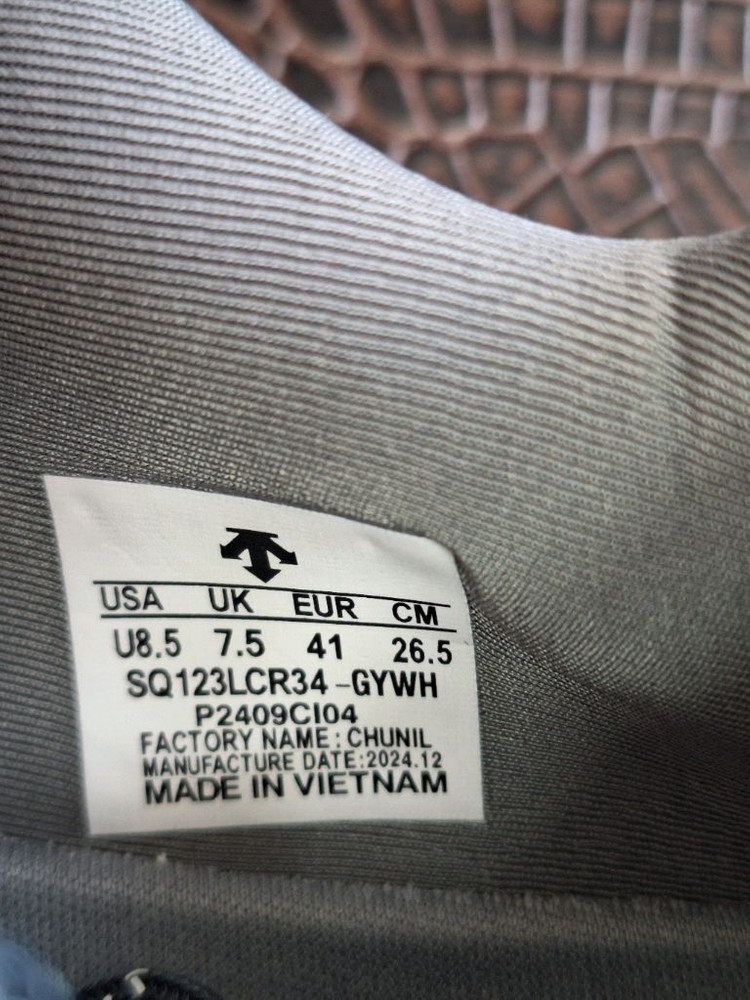 USA UK EUR CM
U8.5 7.5 41 26.5
SQ123LCR34-GYWH
P2409CI04
FACTORY NAME: CHUNIL
MANUFACTURE DATE:2024.12
MADE IN VIETNAM